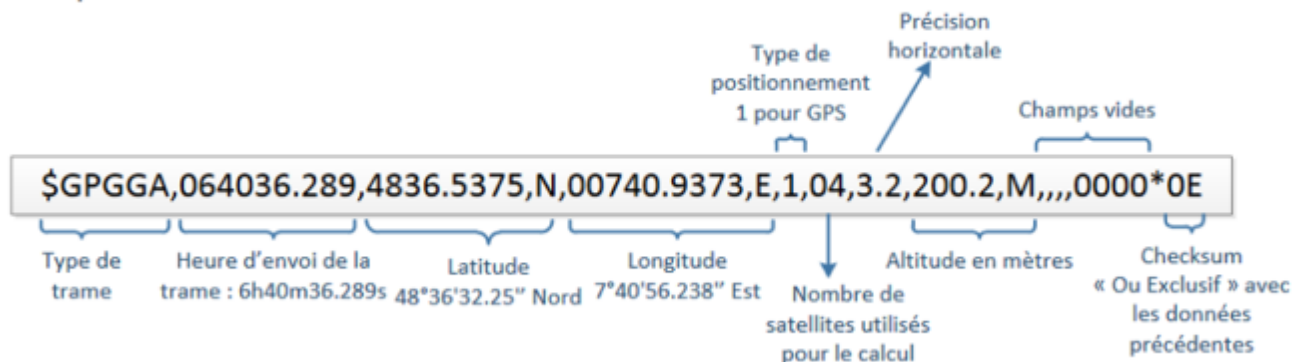 Précision
horizontale
Type de
positionnement
1 pour GPS
Champs vides
$GPGGA,064036.289,4836.5375,N,00740.9373,E,1,04,3.2,200.2,M,,,,0000*0E
Type de
trame
Heure d'envoi de la
trame : 6h40m36.289s
Latitude
48°36'32.25" Nord
Longitude
7°40'56.238" Est
Nombre de
satellites utilisés
pour le calcul
Altitude en mètres
Checksum
« Ou Exclusif » avec
les données
précédentes